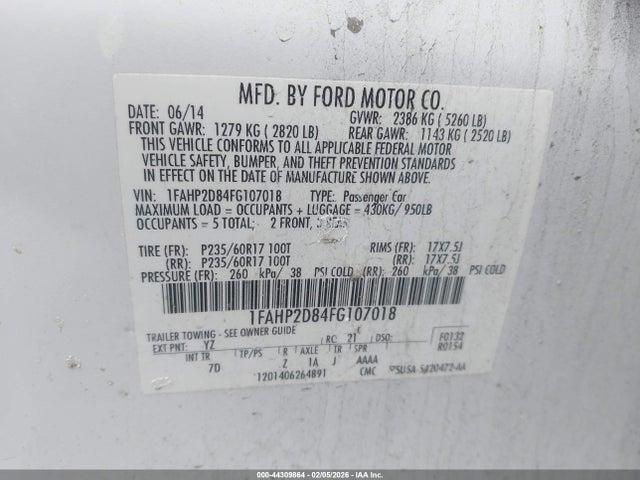 MFD. BY FORD MOTOR CO.
DATE: 06/14 GVWR: 2386 KG (5260 LB)
FRONT GAWR: 1279 KG (2820 LB) REAR GAWR: 1143 KG (2520 LB)
THIS VEHICLE CONFORMS TO ALL APPLICABLE FEDERAL MOTOR
VEHICLE SAFETY, BUMPER, AND THEFT PREVENTION STANDARDS
IN EFFECT ON THE DATE OF MANUFACTURE SHOWN ABOVE.
VIN: 1FAHP2D84FG107018 TYPE: Passenger Car
MAXIMUM LOAD = OCCUPANTS + LUGGAGE = 430KG/950LB
OCCUPANTS = 5 TOTAL: 2 FRONT, 3 REAR
TIRE (FR): P235/60R17 100T RIMS (FR): 17X7.5J
(RR): P235/60R17 100T (RR): 17X7.5J
PRESSURE (FR): 260 kPa/ 38 PSI COLD (RR): 260 kPa/ 38 PSI COLD
1FAHP2D84FG107018
TRAILER TOWING - SEE OWNER GUIDE
EXT PNT: YZ RC: 21 DSO: F0132
R0154
INT TR TP/PS R AXLE TR SPR
7D Z 1A J AAAA
1201406264891 CMC
000-44309864 - 02/05/2026 - IAAI.com